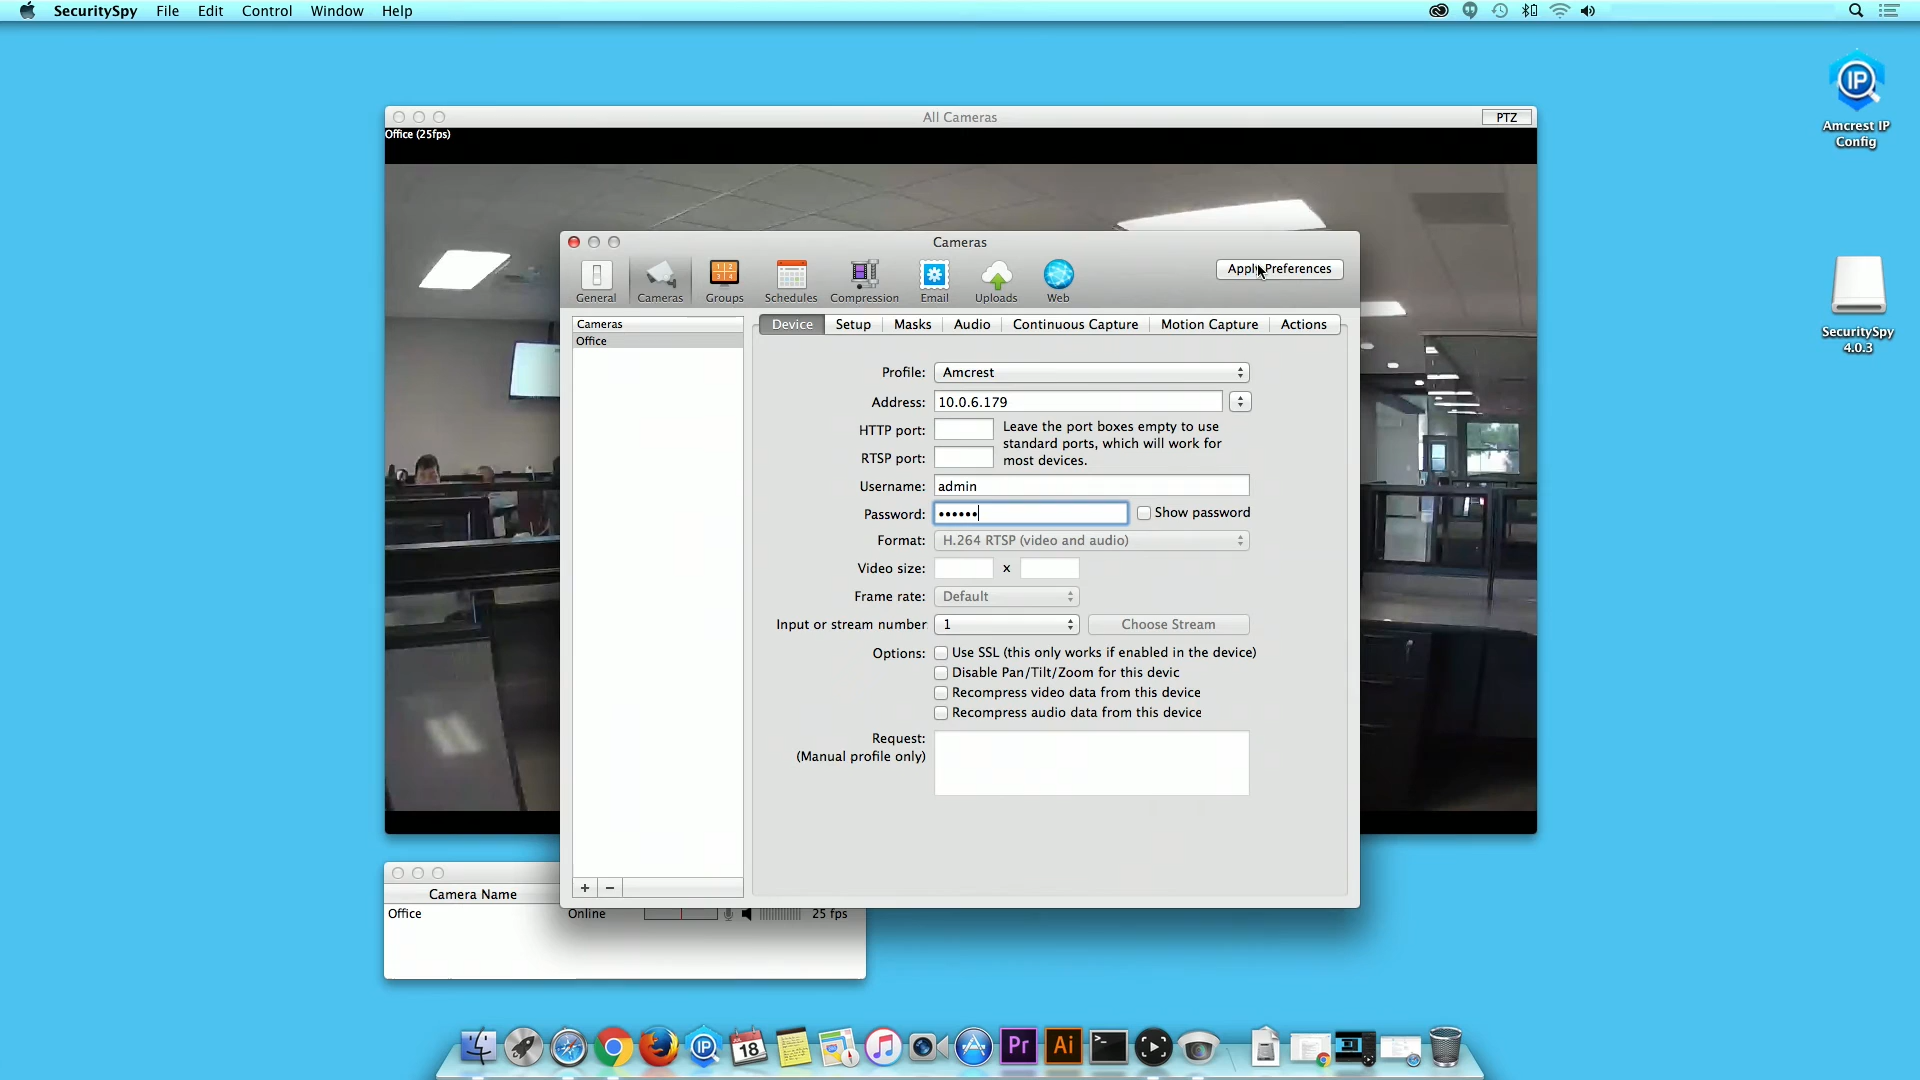 SecuritySpy File Edit Control Window Help
IP
Amcrest IP
Config
SecuritySpy
4.0.3
All Cameras
PTZ
Office (25fps)
Cameras
General Cameras Groups Schedules Compression Email Uploads Web
Apply Preferences
Cameras
Office
Device Setup Masks Audio Continuous Capture Motion Capture Actions
Profile: Amcrest
Address: 10.0.6.179
HTTP port:
RTSP port:
Leave the port boxes empty to use
standard ports, which will work for
most devices.
Username: admin
Password: •••••• Show password
Format: H.264 RTSP (video and audio)
Video size: x
Frame rate: Default
Input or stream number 1 Choose Stream
Options: Use SSL (this only works if enabled in the device)
Disable Pan/Tilt/Zoom for this devic
Recompress video data from this device
Recompress audio data from this device
Request:
(Manual profile only)
+ −
Camera Name
Office Online 25 fps
IP 18 Pr Ai